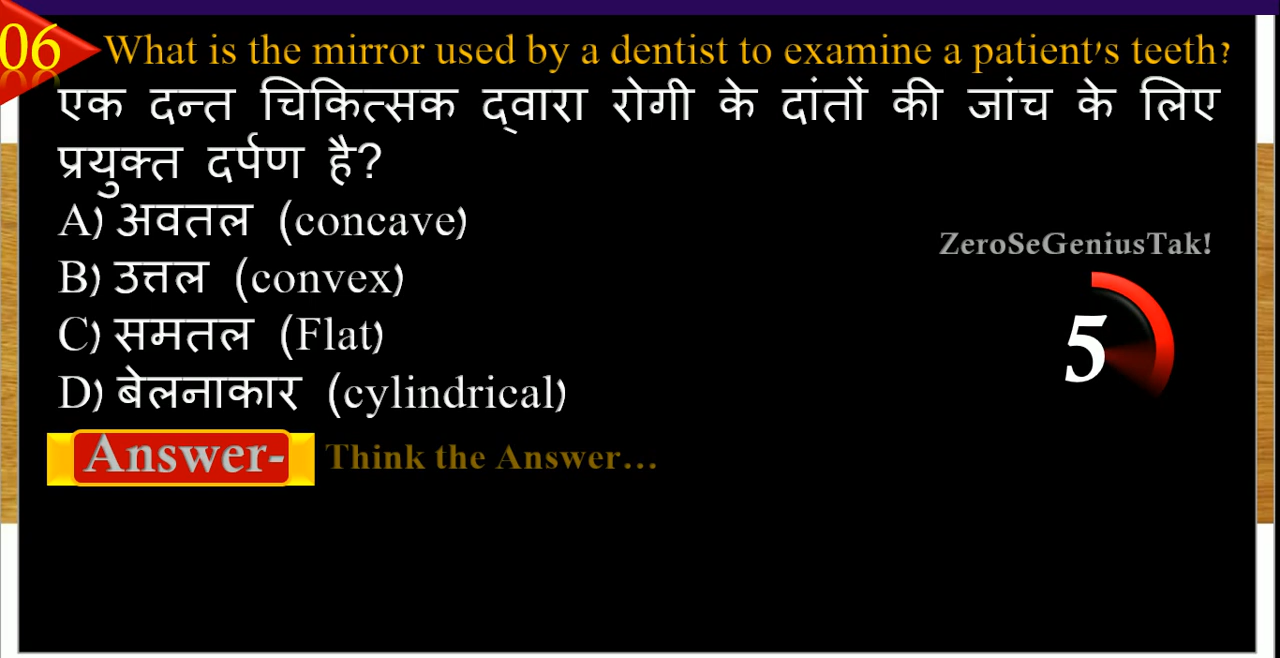 06
What is the mirror used by a dentist to examine a patient's teeth?
एक दन्त चिकित्सक द्वारा रोगी के दांतों की जांच के लिए
प्रयुक्त दर्पण है?
A) अवतल (concave)
B) उत्तल (convex)
C) समतल (Flat)
D) बेलनाकार (cylindrical)
ZeroSeGeniusTak!
5
Answer- Think the Answer...